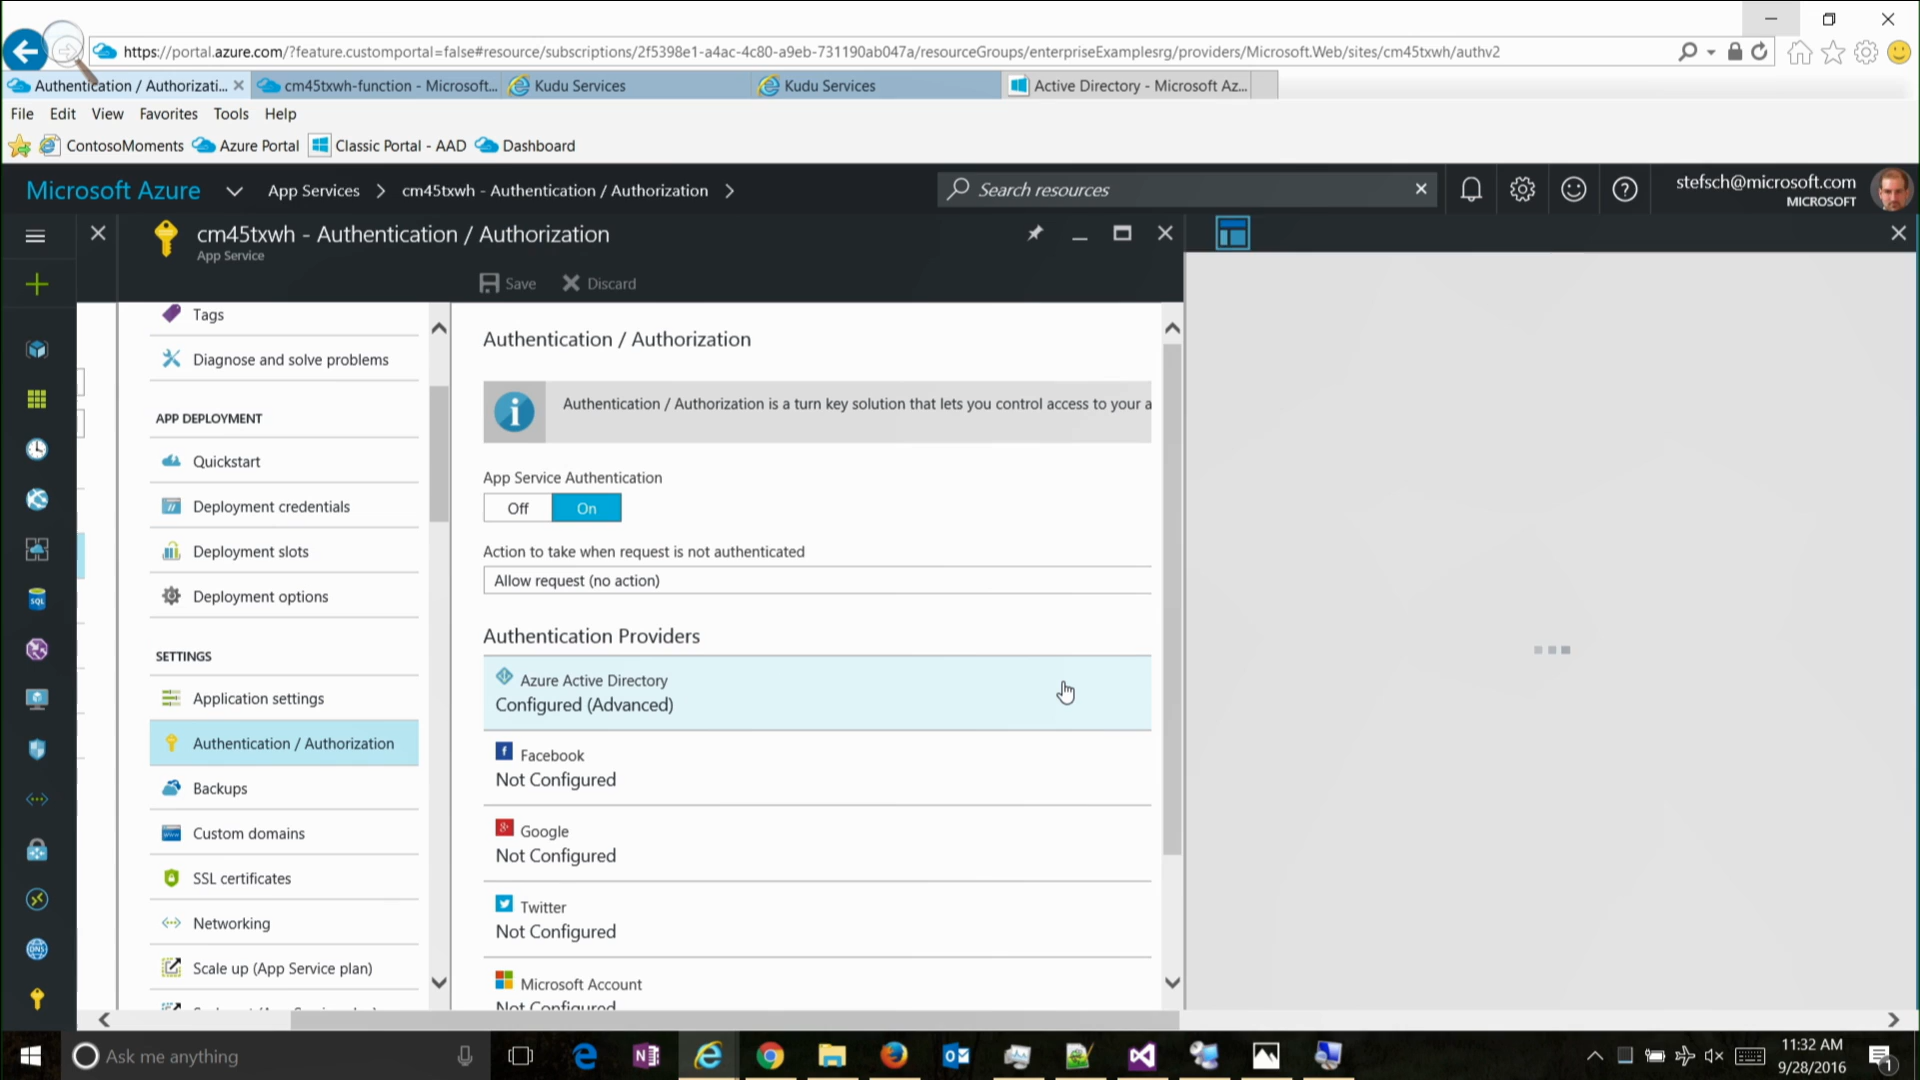 https://portal.azure.com/?feature.customportal=false#resource/subscriptions/2f5398e1-a4ac-4c80-a9eb-731190ab047a/resourceGroups/enterpriseExamplesrg/providers/Microsoft.Web/sites/cm45txwh/authv2
Authentication / Authorizati... cm45txwh-function - Microsoft... Kudu Services Kudu Services Active Directory - Microsoft Az...
File Edit View Favorites Tools Help
ContosoMoments Azure Portal Classic Portal - AAD Dashboard
Microsoft Azure App Services cm45txwh - Authentication / Authorization Search resources stefsch@microsoft.com
MICROSOFT
cm45txwh - Authentication / Authorization
App Service
Save Discard
Tags
Diagnose and solve problems
APP DEPLOYMENT
Quickstart
Deployment credentials
Deployment slots
Deployment options
SETTINGS
Application settings
Authentication / Authorization
Backups
Custom domains
SSL certificates
Networking
Scale up (App Service plan)
Authentication / Authorization
Authentication / Authorization is a turn key solution that lets you control access to your a
App Service Authentication
Off On
Action to take when request is not authenticated
Allow request (no action)
Authentication Providers
Azure Active Directory
Configured (Advanced)
Facebook
Not Configured
Google
Not Configured
Twitter
Not Configured
Microsoft Account
Not Configured
Ask me anything
11:32 AM
9/28/2016
1